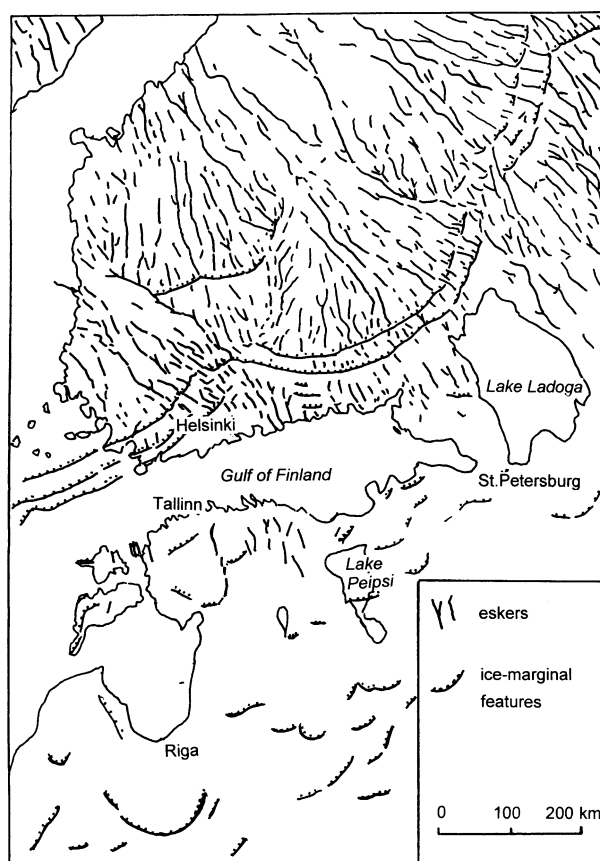 Lake Ladoga
Helsinki
Gulf of Finland
St.Petersburg
Tallinn
Lake
Peipsi
eskers
ice-marginal
features
Riga
0 100 200 km